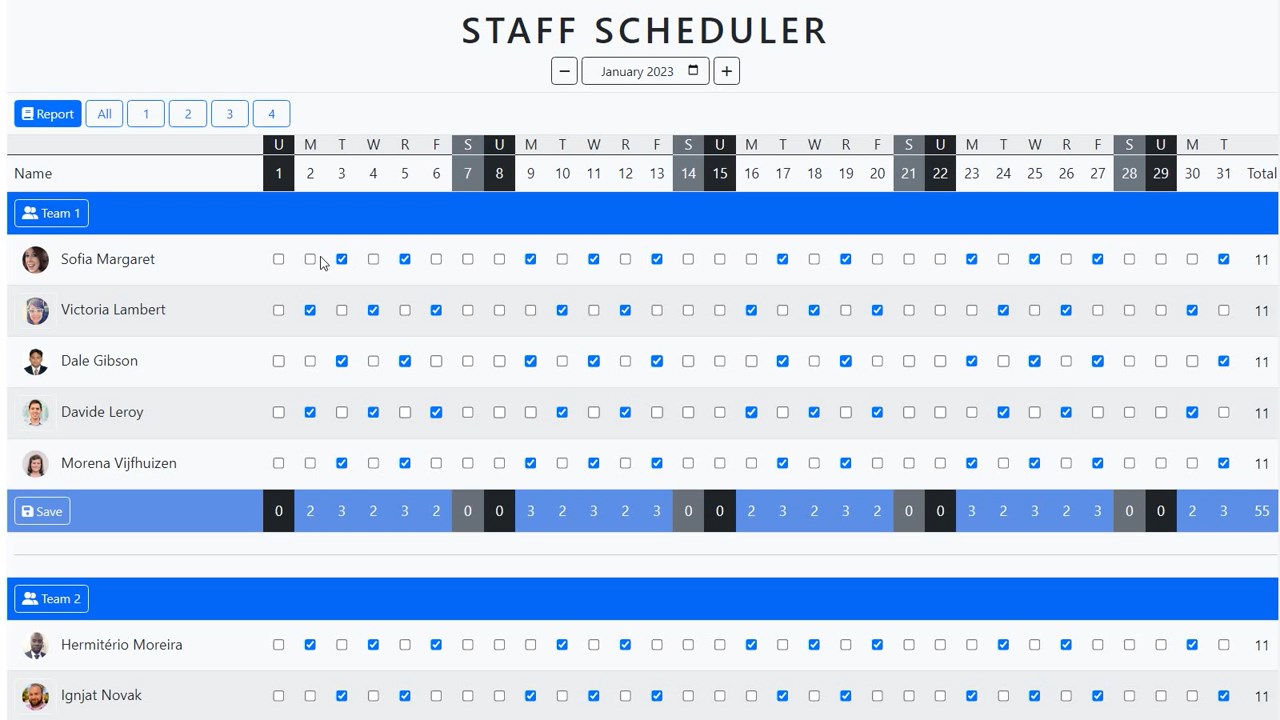 STAFF SCHEDULER
January 2023
Report All 1 2 3 4
U M T W R F S U M T W R F S U M T W R F S U M T W R F S U M T
Name 1 2 3 4 5 6 7 8 9 10 11 12 13 14 15 16 17 18 19 20 21 22 23 24 25 26 27 28 29 30 31 Total
Team 1
Sofia Margaret 11
Victoria Lambert 11
Dale Gibson 11
Davide Leroy 11
Morena Vijfhuizen 11
Save 0 2 3 2 3 2 0 0 3 2 3 2 3 0 0 2 3 2 3 2 0 0 3 2 3 2 3 0 0 2 3 55
Team 2
Hermitério Moreira 11
Ignjat Novak 11